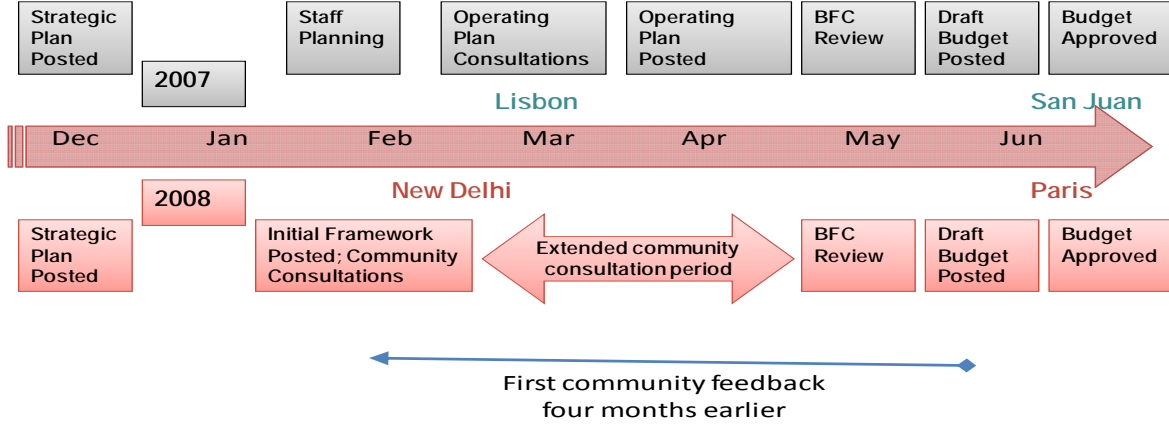 Strategic
Plan
Posted
Staff
Planning
Operating
Plan
Consultations
Operating
Plan
Posted
BFC
Review
Draft
Budget
Posted
Budget
Approved
2007
Lisbon
San Juan
Dec Jan Feb Mar Apr May Jun
New Delhi
Paris
2008
Strategic
Plan
Posted
Initial Framework
Posted; Community
Consultations
Extended community
consultation period
BFC
Review
Draft
Budget
Posted
Budget
Approved
First community feedback
four months earlier